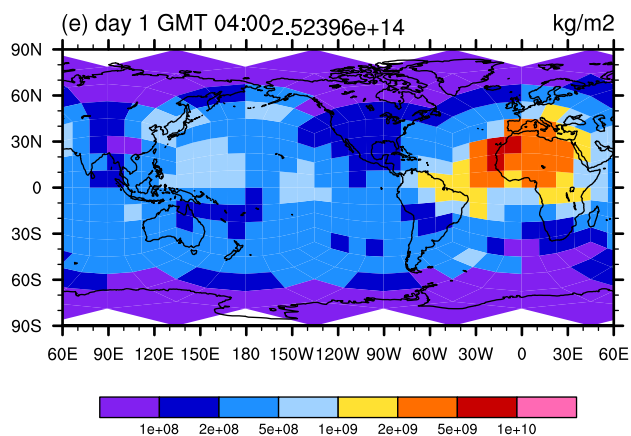 (e) day 1 GMT 04:00 2.52396e+14 kg/m2
90N
60N
30N
0
30S
60S
90S
60E 90E 120E 150E 180 150W 120W 90W 60W 30W 0 30E 60E
1e+08 2e+08 5e+08 1e+09 2e+09 5e+09 1e+10